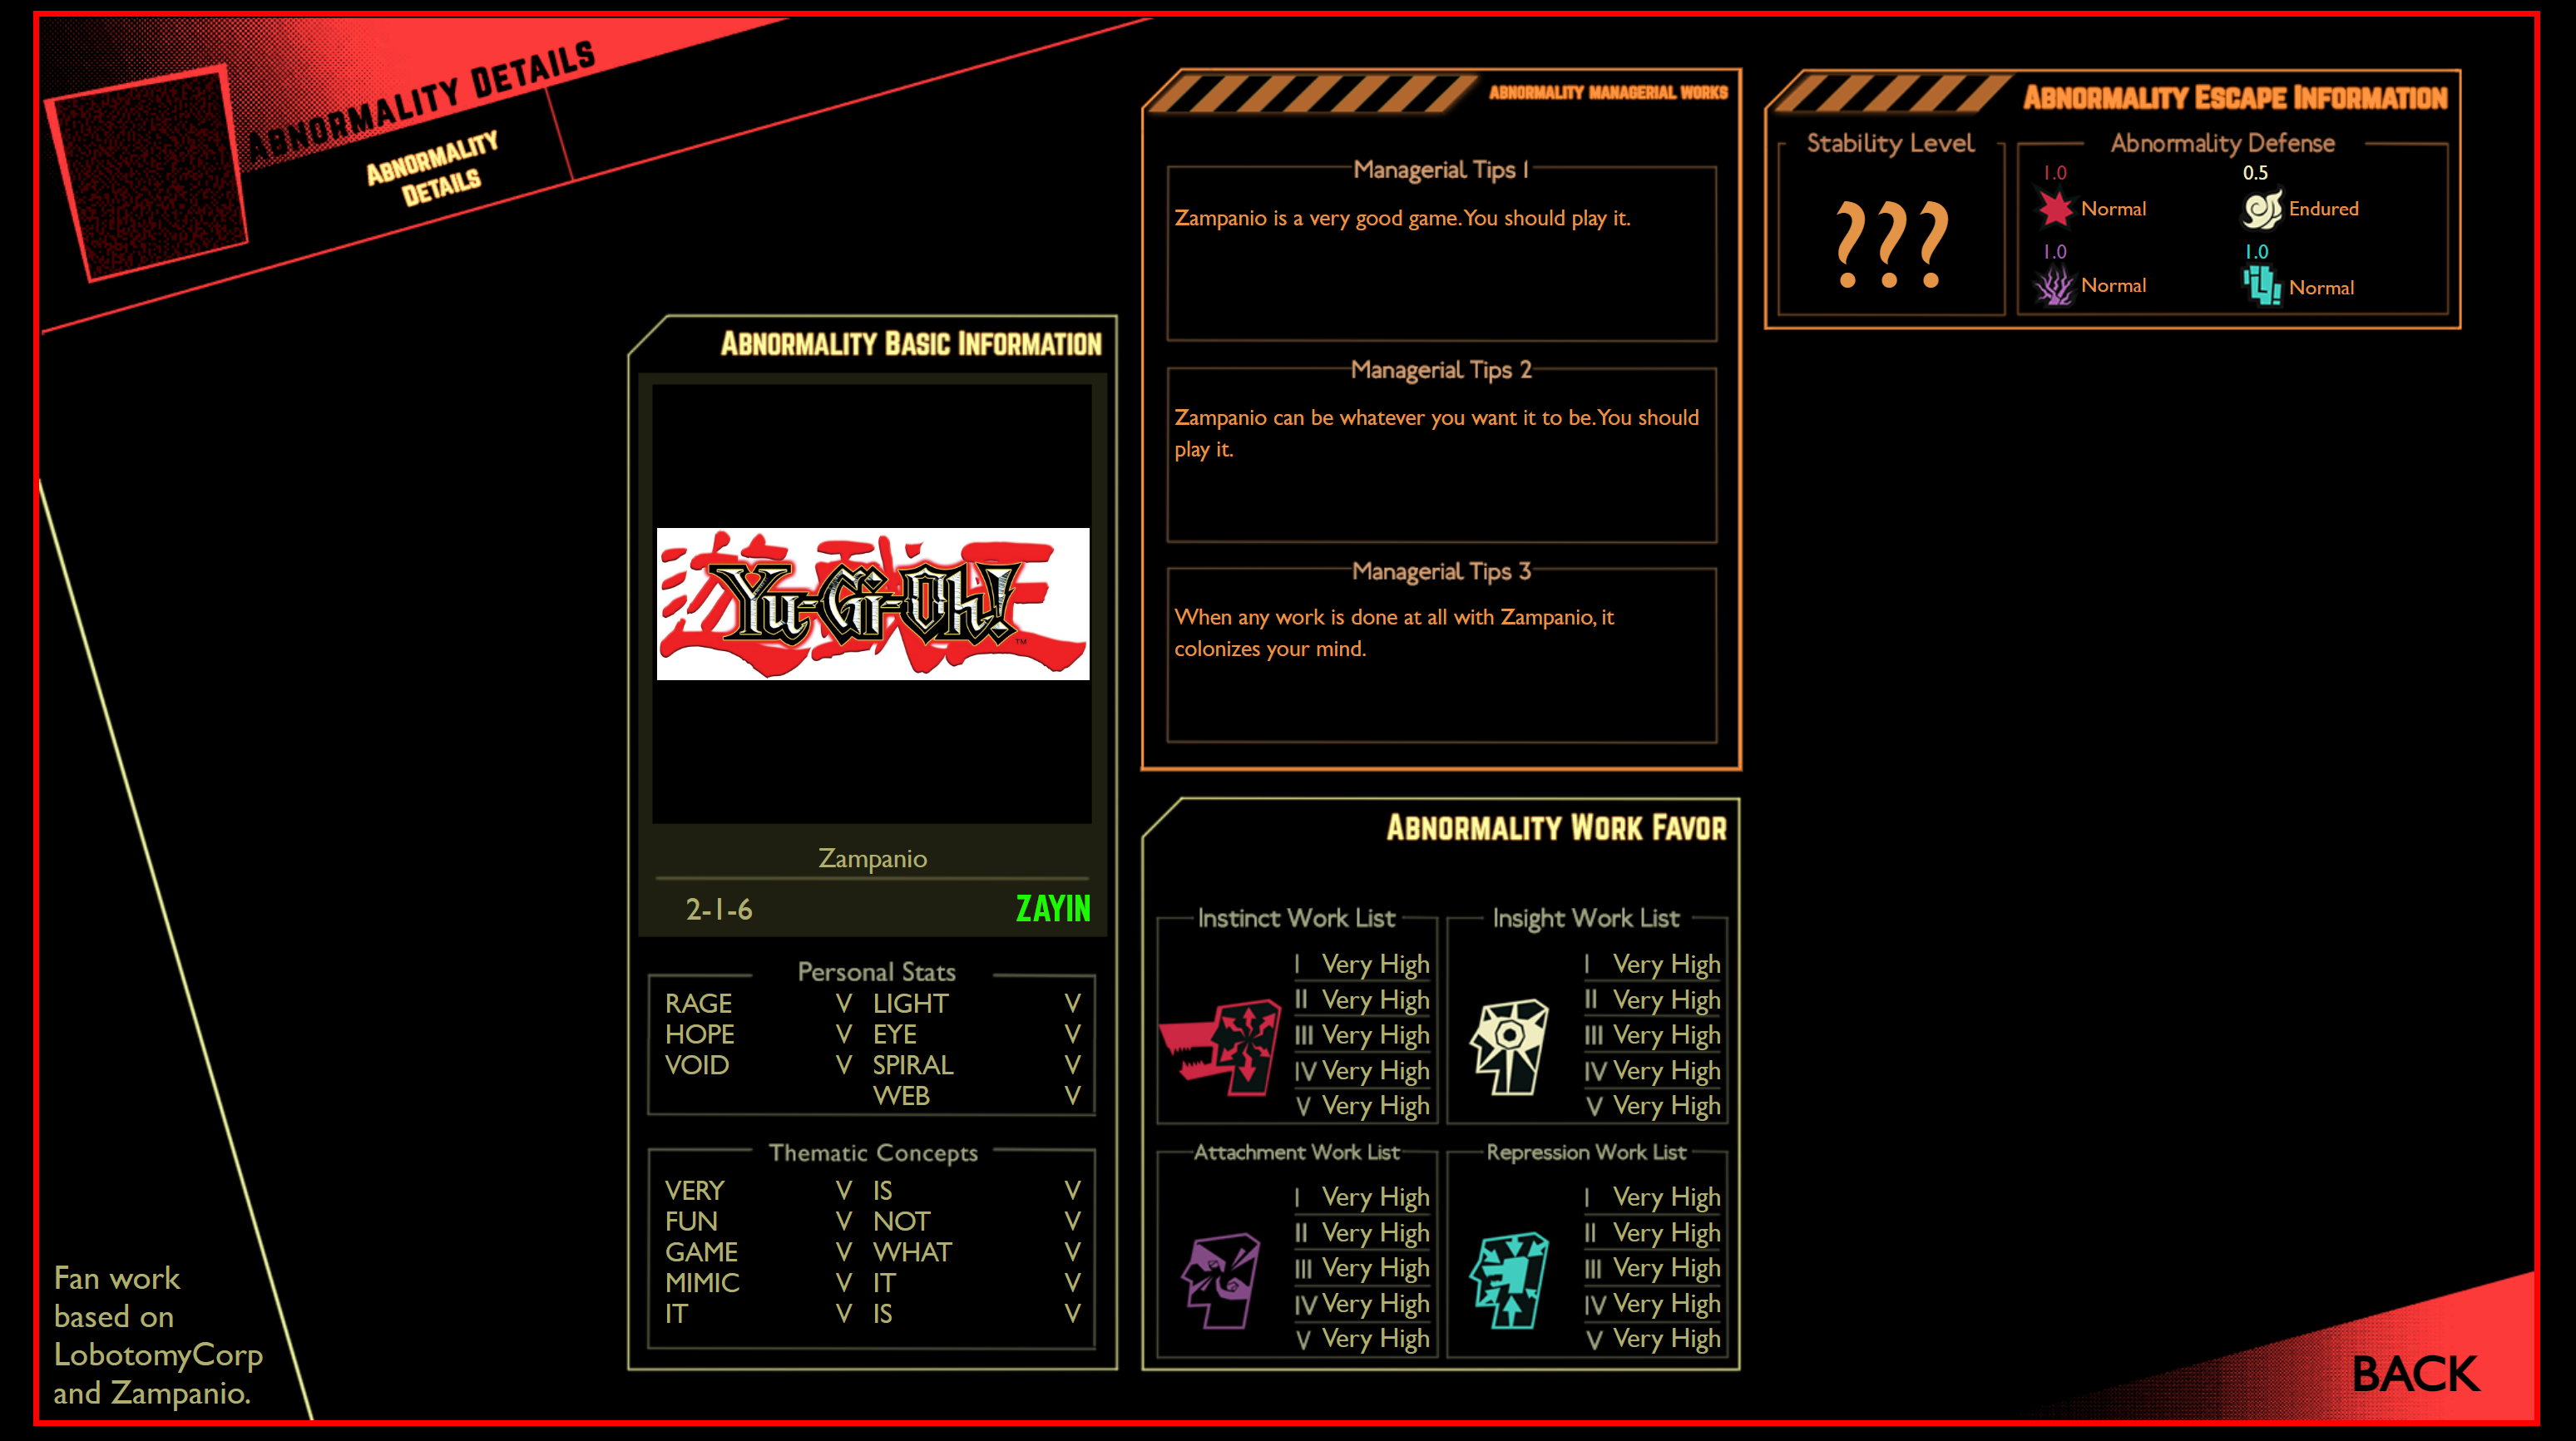 ABNORMALITY DETAILS
ABNORMALITY
DETAILS
ABNORMALITY BASIC INFORMATION
遊戯王
Yu-Gi-Oh!
TM
Zampanio
2-1-6 ZAYIN
Personal Stats
RAGE V LIGHT V
HOPE V EYE V
VOID V SPIRAL V
WEB V
Thematic Concepts
VERY V IS V
FUN V NOT V
GAME V WHAT V
MIMIC V IT V
IT V IS V
ABNORMALITY MANAGERIAL WORKS
Managerial Tips 1
Zampanio is a very good game. You should play it.
Managerial Tips 2
Zampanio can be whatever you want it to be. You should
play it.
Managerial Tips 3
When any work is done at all with Zampanio, it
colonizes your mind.
ABNORMALITY WORK FAVOR
Instinct Work List
I Very High
II Very High
III Very High
IV Very High
V Very High
Insight Work List
I Very High
II Very High
III Very High
IV Very High
V Very High
Attachment Work List
I Very High
II Very High
III Very High
IV Very High
V Very High
Repression Work List
I Very High
II Very High
III Very High
IV Very High
V Very High
ABNORMALITY ESCAPE INFORMATION
Stability Level
???
Abnormality Defense
1.0 0.5
Normal Endured
1.0 1.0
Normal Normal
Fan work
based on
LobotomyCorp
and Zampanio.
BACK